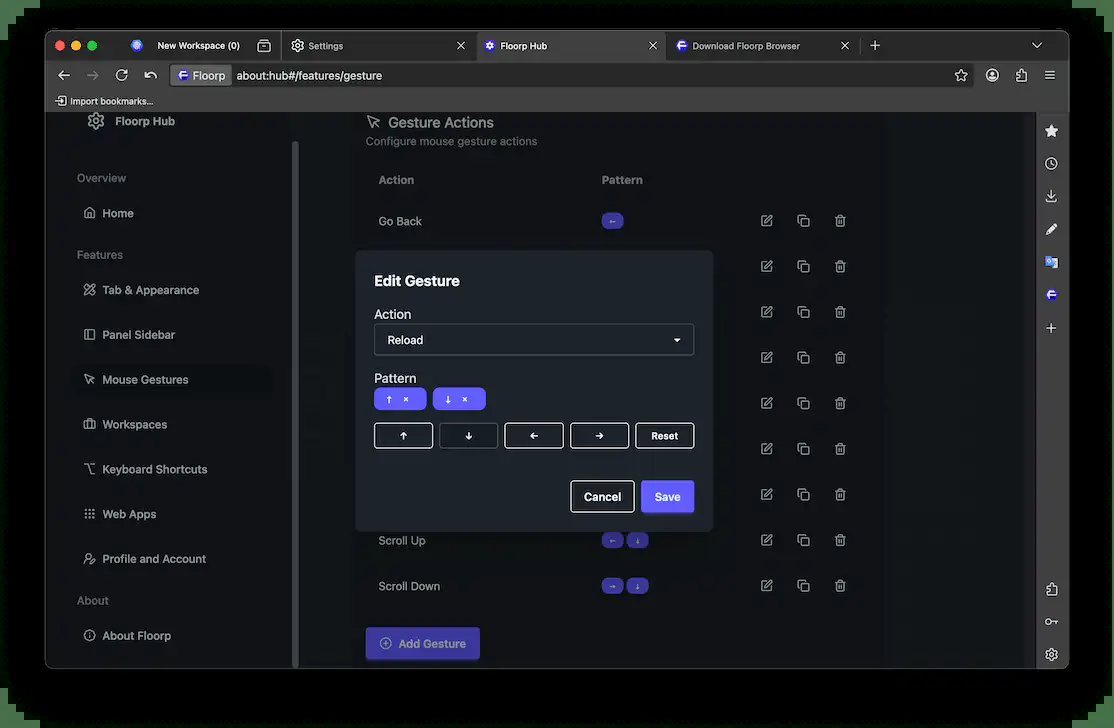 New Workspace (0)
Settings
Floorp Hub
Download Floorp Browser
Floorp
about:hub#/features/gesture
Import bookmarks...
Floorp Hub
Overview
Home
Features
Tab & Appearance
Panel Sidebar
Mouse Gestures
Workspaces
Keyboard Shortcuts
Web Apps
Profile and Account
About
About Floorp
Gesture Actions
Configure mouse gesture actions
Action Pattern
Go Back ←
Edit Gesture
Action
Reload
Pattern
↑ × ↓ ×
↑ ↓ ← → Reset
Cancel Save
Scroll Up ← ↓
Scroll Down → ↓
Add Gesture